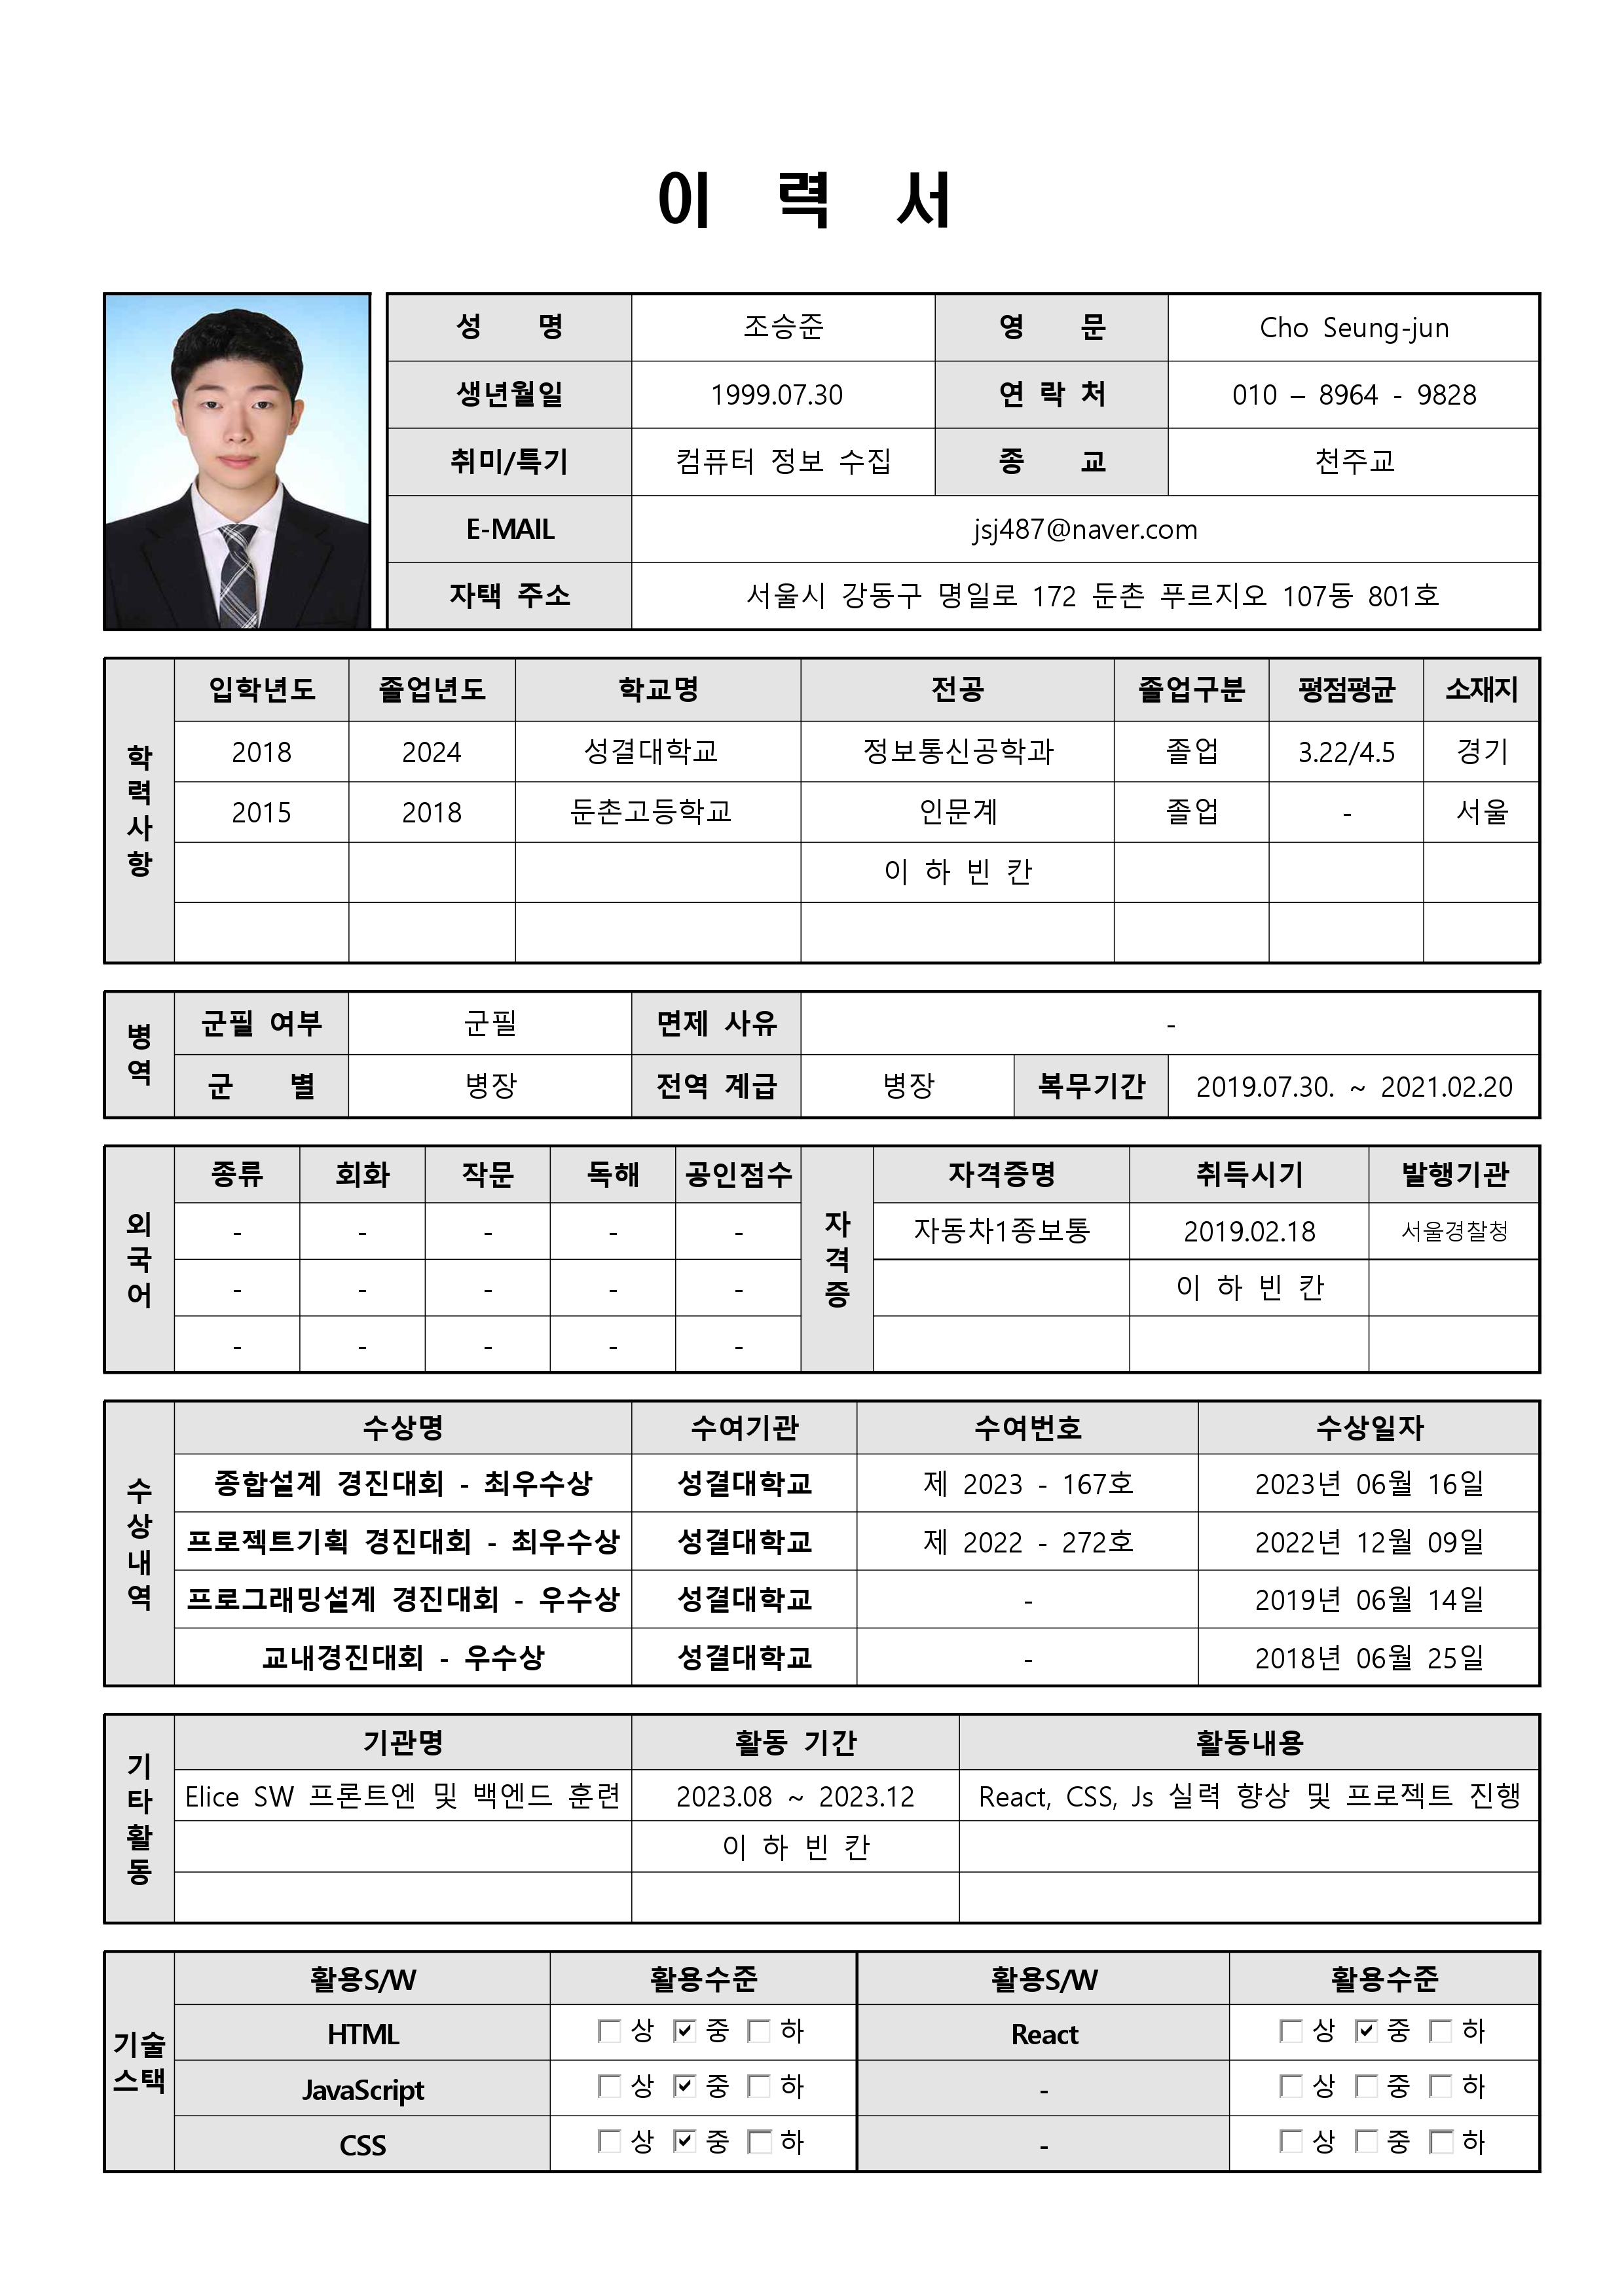 이 력 서
성 명 조승준 영 문 Cho Seung-jun
생년월일 1999.07.30 연 락 처 010 – 8964 - 9828
취미/특기 컴퓨터 정보 수집 종 교 천주교
E-MAIL jsj487@naver.com
자택 주소 서울시 강동구 명일로 172 둔촌 푸르지오 107동 801호
학력사항
입학년도 졸업년도 학교명 전공 졸업구분 평점평균 소재지
2018 2024 성결대학교 정보통신공학과 졸업 3.22/4.5 경기
2015 2018 둔촌고등학교 인문계 졸업 - 서울
이 하 빈 칸
병역
군필 여부 군필 면제 사유 -
군 별 병장 전역 계급 병장 복무기간 2019.07.30. ~ 2021.02.20
외국어
종류 회화 작문 독해 공인점수
- - - - -
- - - - -
- - - - -
자격증
자격증명 취득시기 발행기관
자동차1종보통 2019.02.18 서울경찰청
이 하 빈 칸
수상내역
수상명 수여기관 수여번호 수상일자
종합설계 경진대회 - 최우수상 성결대학교 제 2023 - 167호 2023년 06월 16일
프로젝트기획 경진대회 - 최우수상 성결대학교 제 2022 - 272호 2022년 12월 09일
프로그래밍설계 경진대회 - 우수상 성결대학교 - 2019년 06월 14일
교내경진대회 - 우수상 성결대학교 - 2018년 06월 25일
기타활동
기관명 활동 기간 활동내용
Elice SW 프론트엔 및 백엔드 훈련 2023.08 ~ 2023.12 React, CSS, Js 실력 향상 및 프로젝트 진행
이 하 빈 칸
기술스택
활용S/W 활용수준 활용S/W 활용수준
HTML ☐ 상 ☑ 중 ☐ 하 React ☐ 상 ☑ 중 ☐ 하
JavaScript ☐ 상 ☑ 중 ☐ 하 - ☐ 상 ☐ 중 ☐ 하
CSS ☐ 상 ☑ 중 ☐ 하 - ☐ 상 ☐ 중 ☐ 하